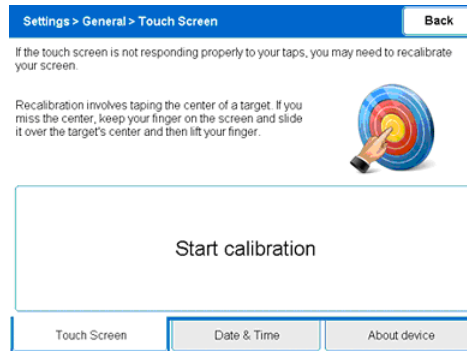 Settings > General > Touch Screen
Back
If the touch screen is not responding properly to your taps, you may need to recalibrate
your screen.
Recalibration involves taping the center of a target. If you
miss the center, keep your finger on the screen and slide
it over the target's center and then lift your finger.
Start calibration
Touch Screen
Date & Time
About device